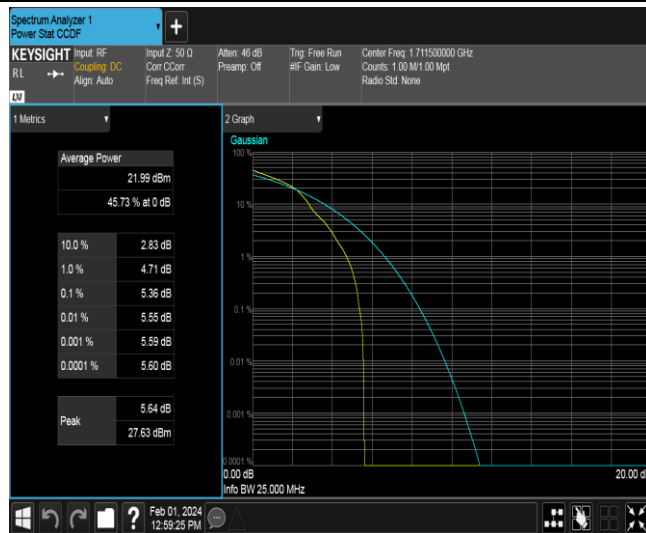 Spectrum Analyzer 1
Power Stat CCDF
KEYSIGHT
RL
Input: RF
Coupling: DC
Align: Auto
Input Z: 50 Ω
Corr CCorr
Freq Ref: Int (S)
Atten: 46 dB
Preamp: Off
Trig: Free Run
#IF Gain: Low
Center Freq: 1.711500000 GHz
Counts: 1.00 M/1.00 Mpt
Radio Std: None
1 Metrics
Average Power
21.99 dBm
45.73 % at 0 dB
10.0 % 2.83 dB
1.0 % 4.71 dB
0.1 % 5.36 dB
0.01 % 5.55 dB
0.001 % 5.59 dB
0.0001 % 5.60 dB
Peak
5.64 dB
27.63 dBm
2 Graph
Gaussian
100 %
10 %
1 %
0.1 %
0.01 %
0.001 %
0.0001 %
0.00 dB
20.00 d
Info BW 25.000 MHz
?
Feb 01, 2024
12:59:25 PM